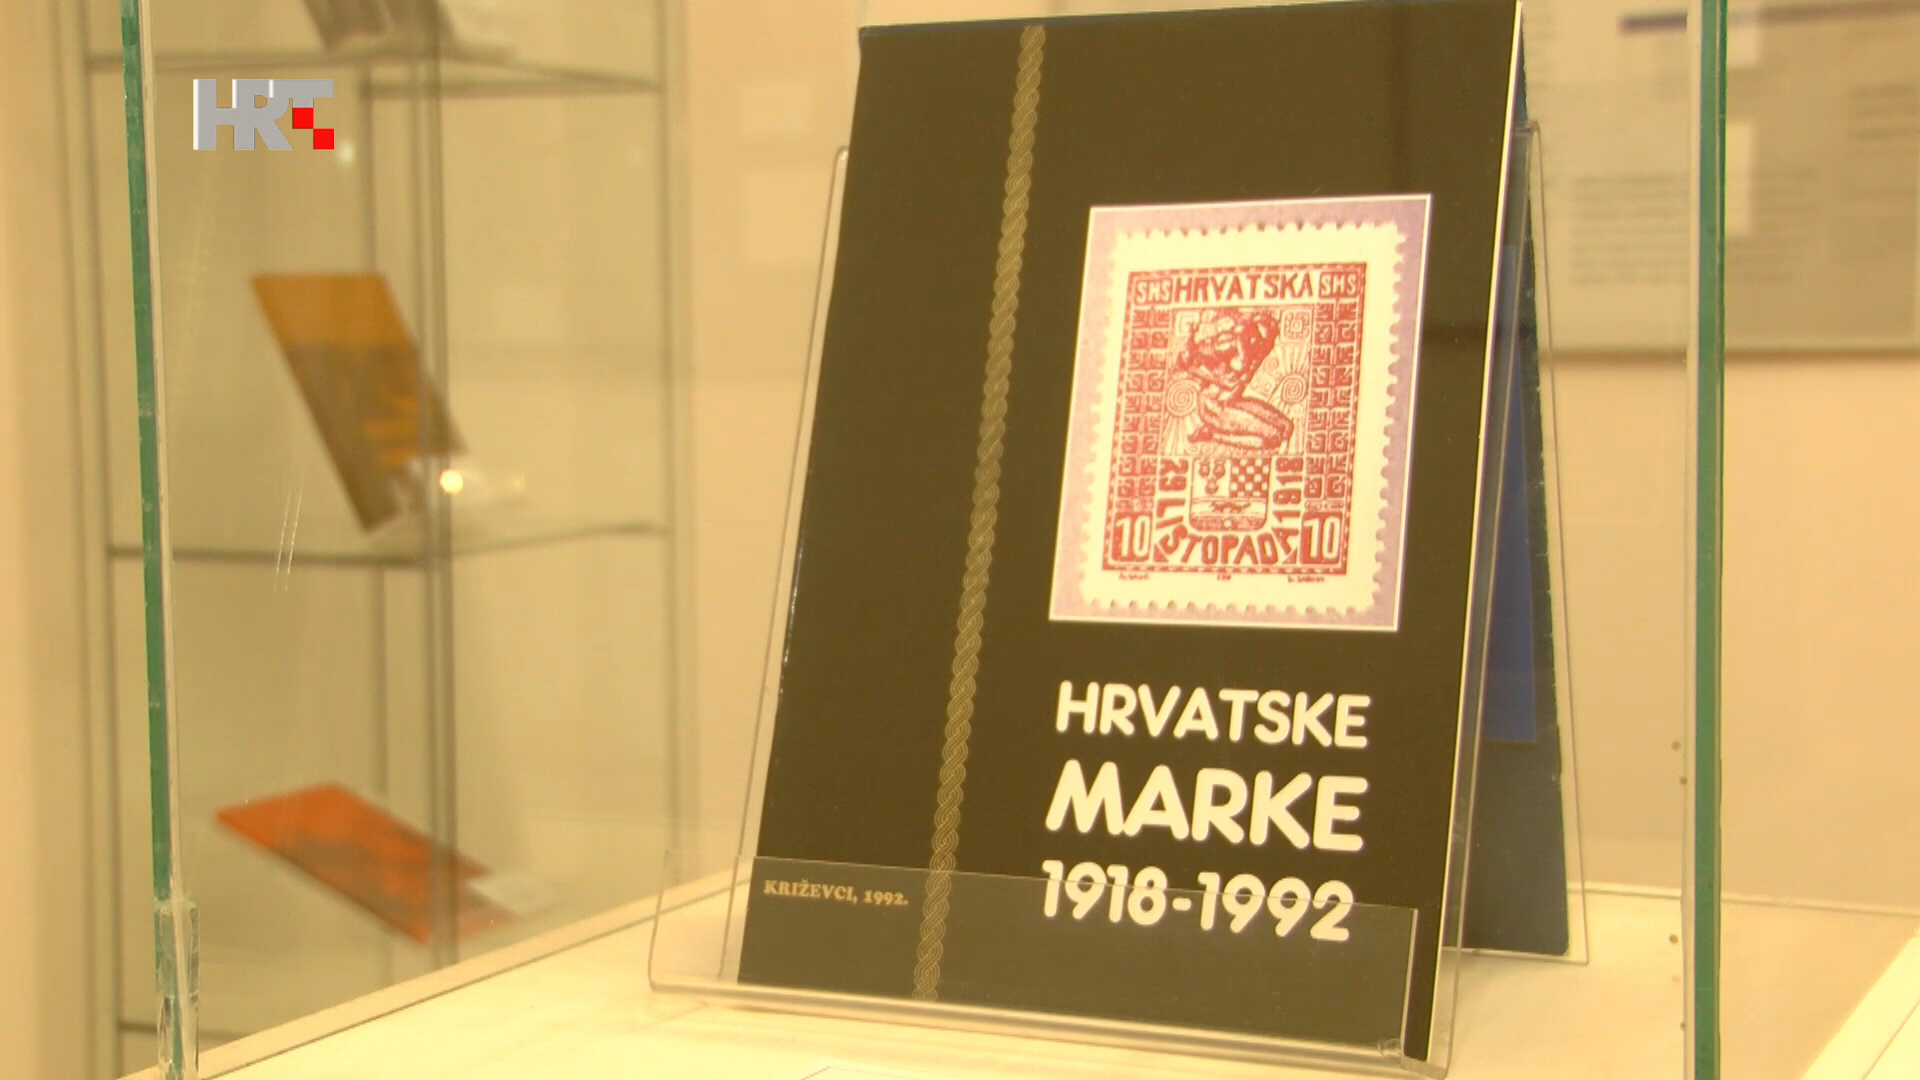 HRT
SHS HRVATSKA SHS
29 LISTOPADA 1918
10 10
HRVATSKE
MARKE
1918-1992
KRIŽEVCI, 1992.